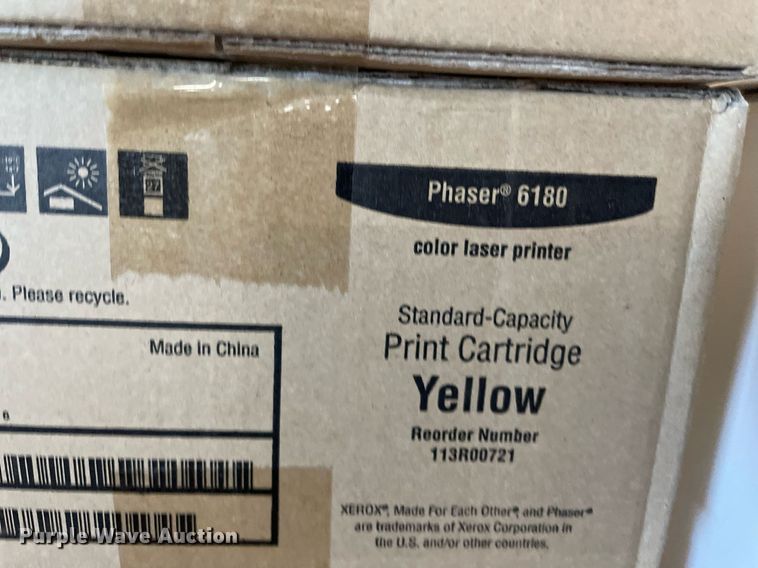 27
Phaser® 6180
color laser printer
. Please recycle.
Made in China
6
Standard-Capacity
Print Cartridge
Yellow
Reorder Number
113R00721
XEROX®, Made For Each Other® and Phaser®
are trademarks of Xerox Corporation in
the U.S. and/or other countries.
Purple Wave Auction